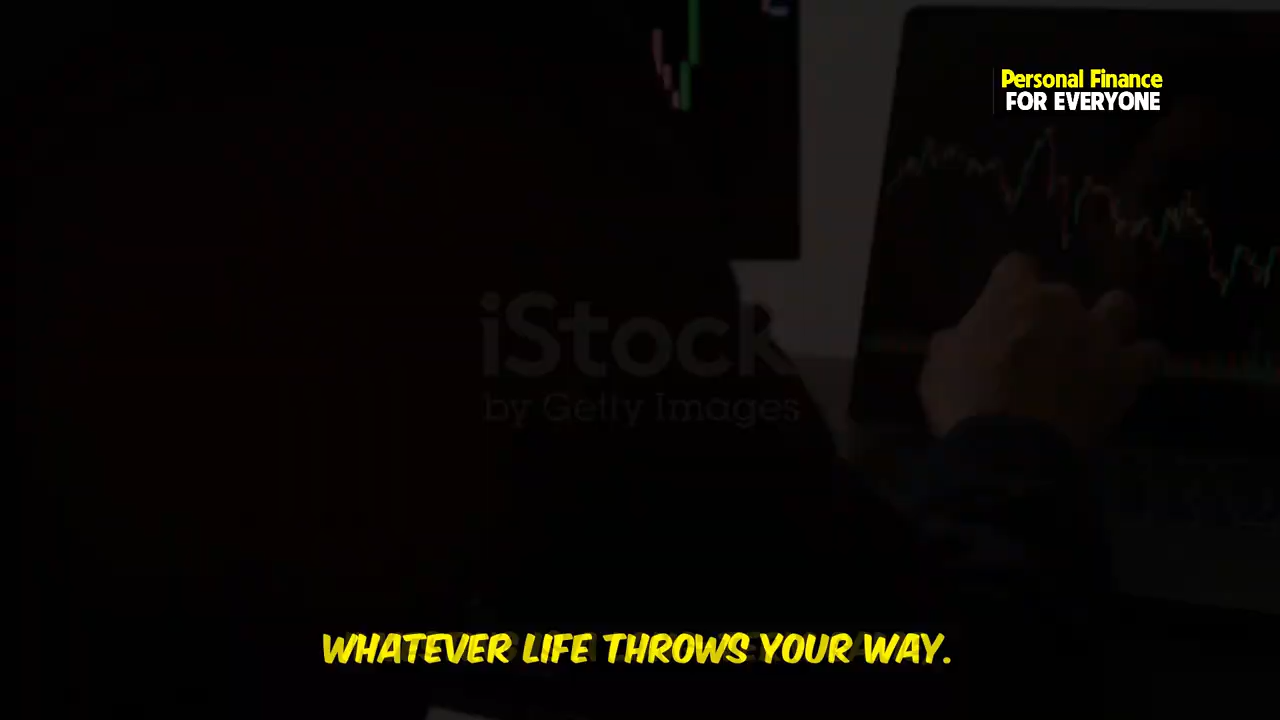 Personal Finance
FOR EVERYONE
iStock
by Getty Images
WHATEVER LIFE THROWS YOUR WAY.